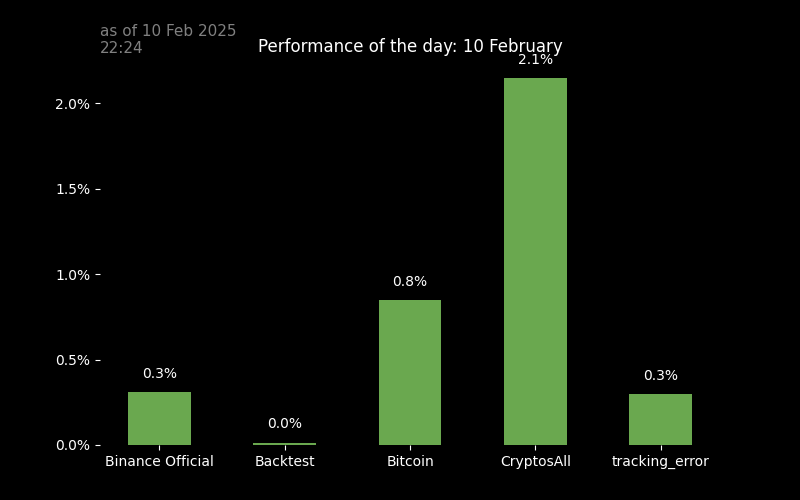 as of 10 Feb 2025
22:24
Performance of the day: 10 February
2.1%
2.0%
1.5%
1.0%
0.8%
0.5%
0.3%
0.3%
0.0%
0.0%
Binance Official
Backtest
Bitcoin
CryptosAll
tracking_error